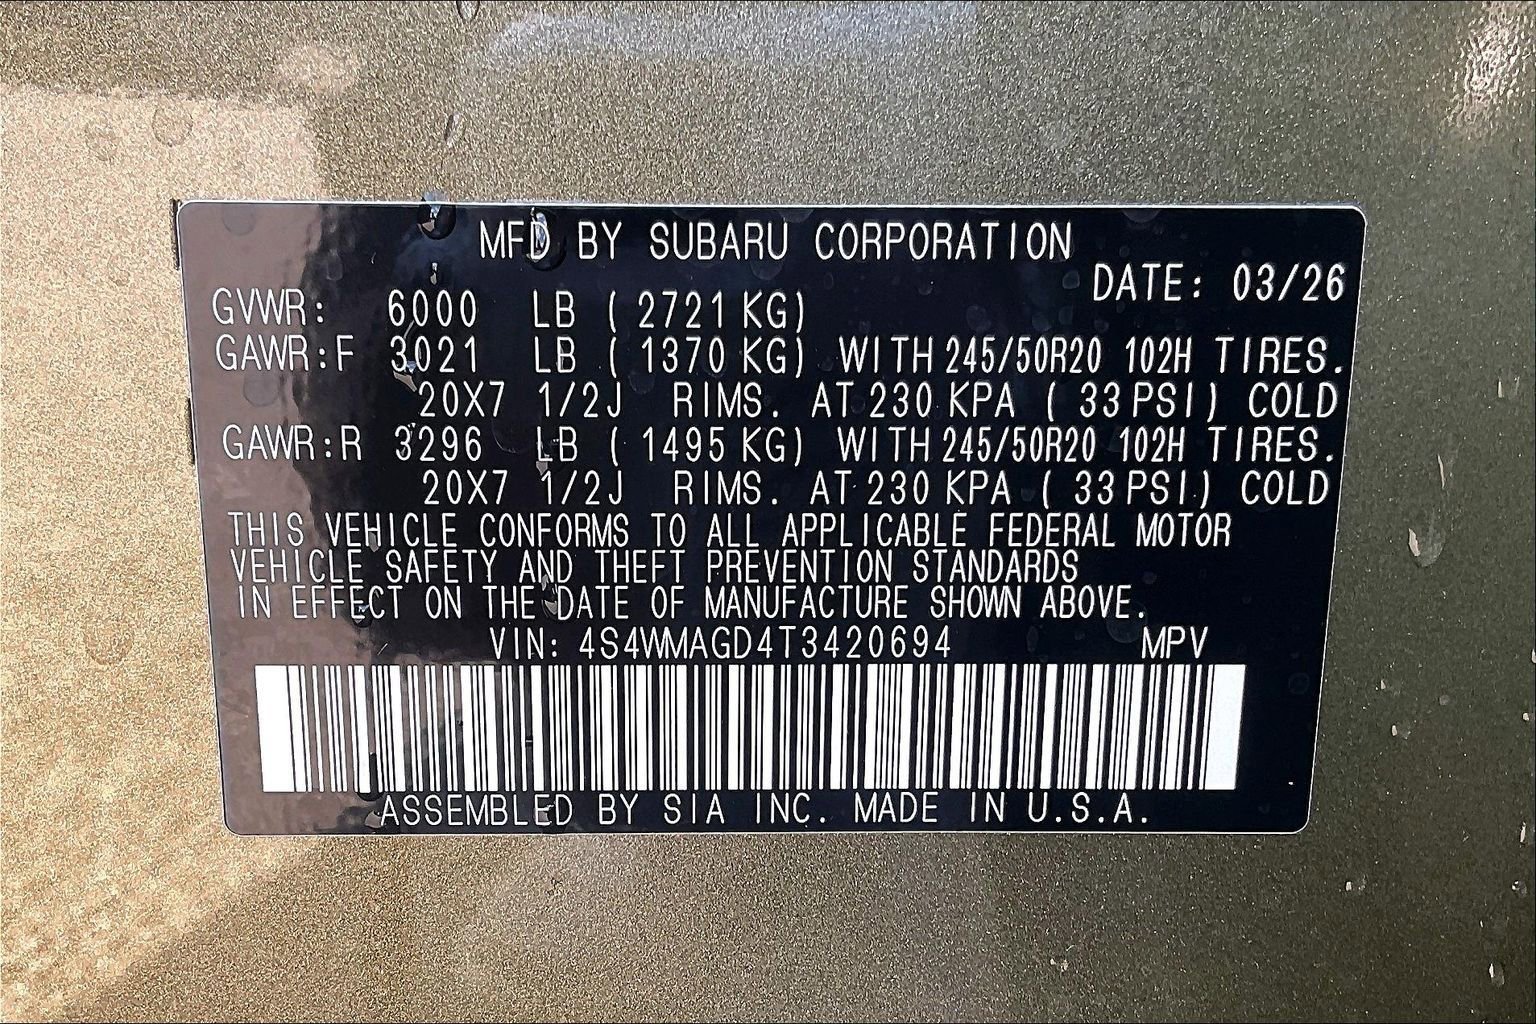 MFD BY SUBARU CORPORATION
DATE: 03/26
GVWR: 6000 LB ( 2721 KG)
GAWR:F 3021 LB ( 1370 KG) WITH 245/50R20 102H TIRES.
20X7 1/2J RIMS. AT 230 KPA ( 33 PSI) COLD
GAWR:R 3296 LB ( 1495 KG) WITH 245/50R20 102H TIRES.
20X7 1/2J RIMS. AT 230 KPA ( 33 PSI) COLD
THIS VEHICLE CONFORMS TO ALL APPLICABLE FEDERAL MOTOR
VEHICLE SAFETY AND THEFT PREVENTION STANDARDS
IN EFFECT ON THE DATE OF MANUFACTURE SHOWN ABOVE.
VIN: 4S4WMAGD4T3420694 MPV
ASSEMBLED BY SIA INC. MADE IN U.S.A.